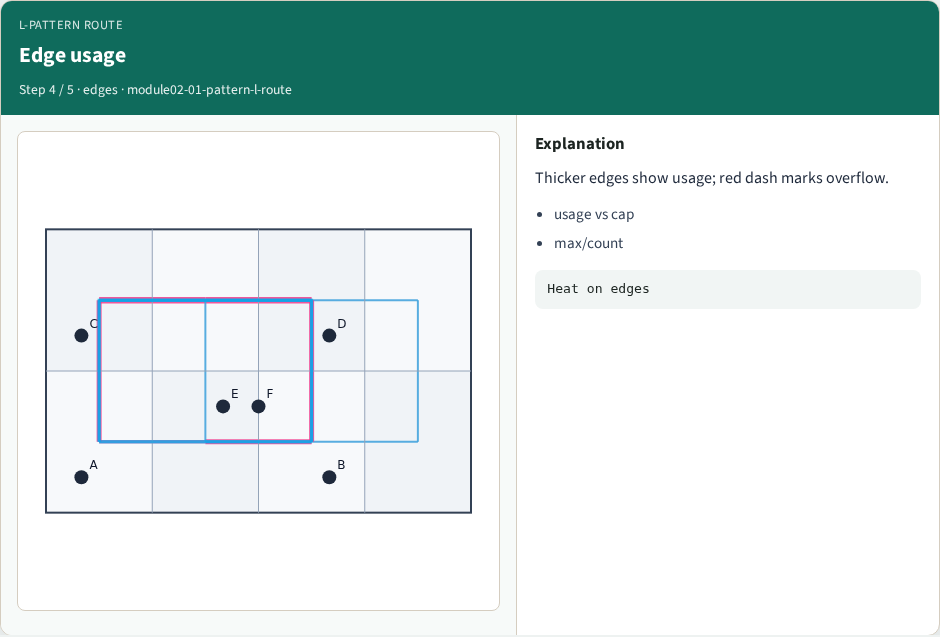 L-PATTERN ROUTE
Edge usage
Step 4 / 5 · edges · module02-01-pattern-l-route
C
D
E
F
A
B
Explanation
Thicker edges show usage; red dash marks overflow.
• usage vs cap
• max/count
Heat on edges